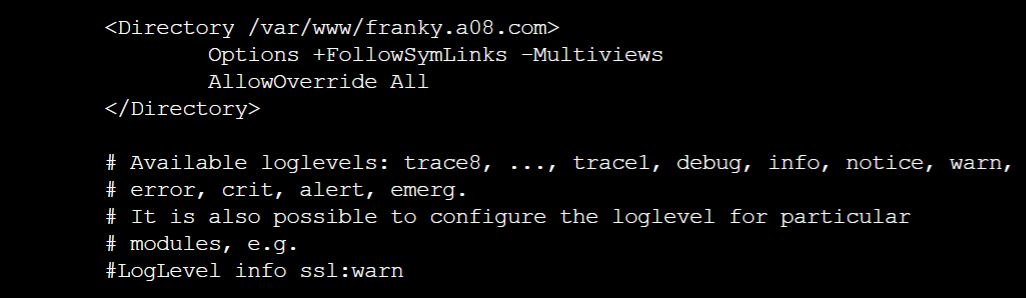 <Directory /var/www/franky.a08.com>
Options +FollowSymLinks -Multiviews
AllowOverride All
</Directory>
# Available loglevels: trace8, ..., trace1, debug, info, notice, warn,
# error, crit, alert, emerg.
# It is also possible to configure the loglevel for particular
# modules, e.g.
#LogLevel info ssl:warn